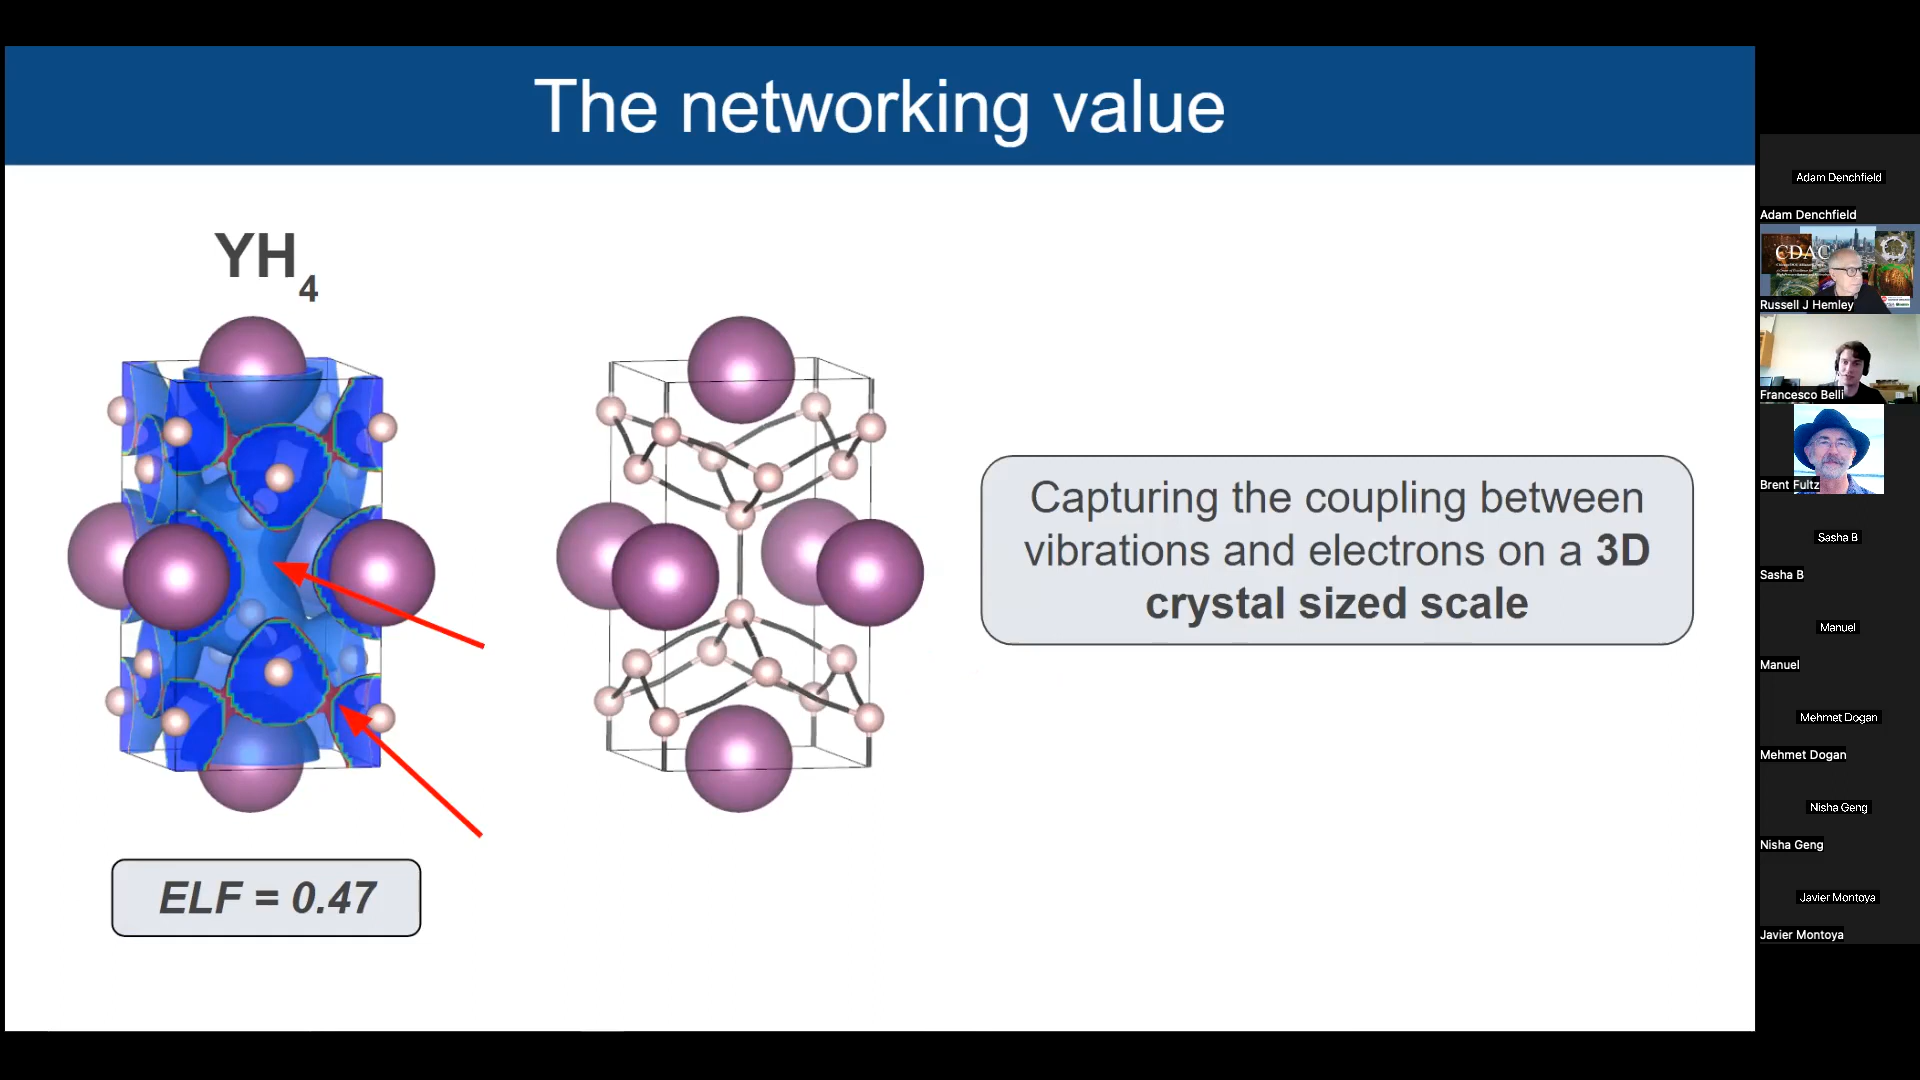 The networking value
YH4
Capturing the coupling between
vibrations and electrons on a 3D
crystal sized scale
ELF = 0.47
Adam Denchfield
Adam Denchfield
CDAC
Russell J Hemley
Francesco Belli
Brent Fultz
Sasha B
Sasha B
Manuel
Manuel
Mehmet Dogan
Mehmet Dogan
Nisha Geng
Nisha Geng
Javier Montoya
Javier Montoya